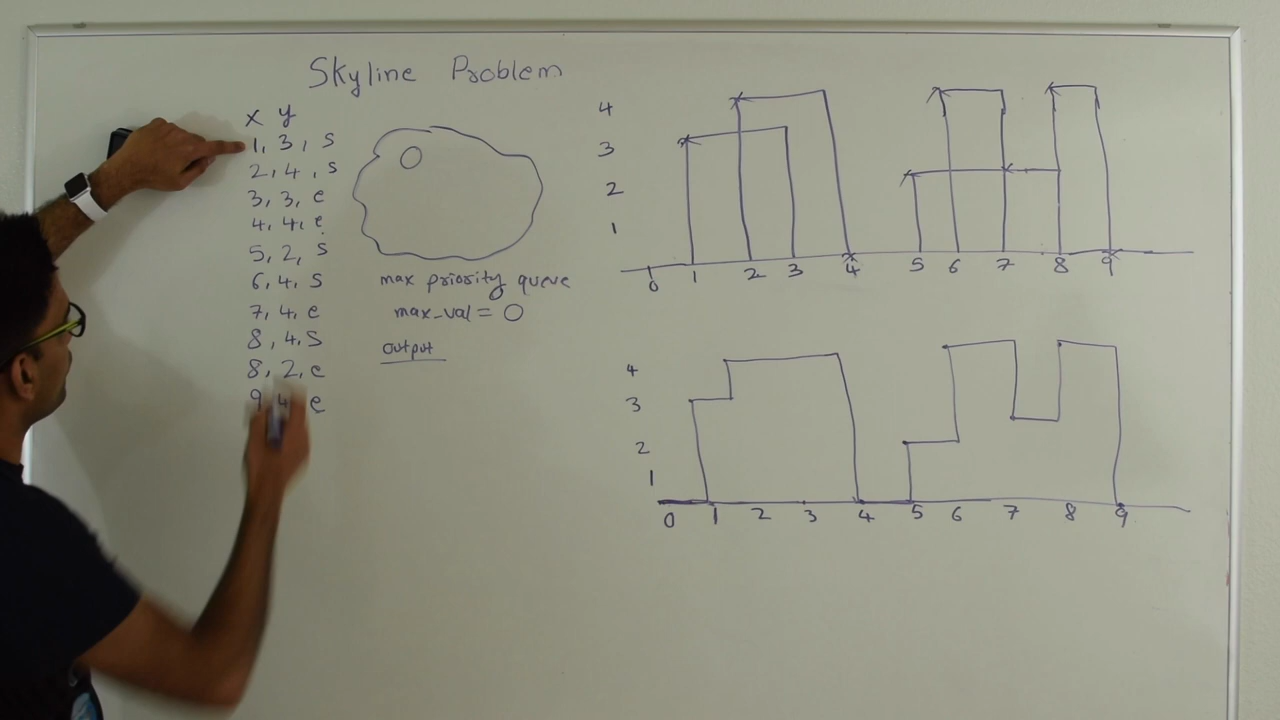 Skyline Problem
x y
1, 3, s
2, 4, s
3, 3, e
4, 4, e
5, 2, s
6, 4, s
7, 4, e
8, 4, s
8, 2, e
9, 4, e
0
max priority queue
max_val = 0
output
4
3
2
1
0 1 2 3 4 5 6 7 8 9
4
3
2
1
0 1 2 3 4 5 6 7 8 9